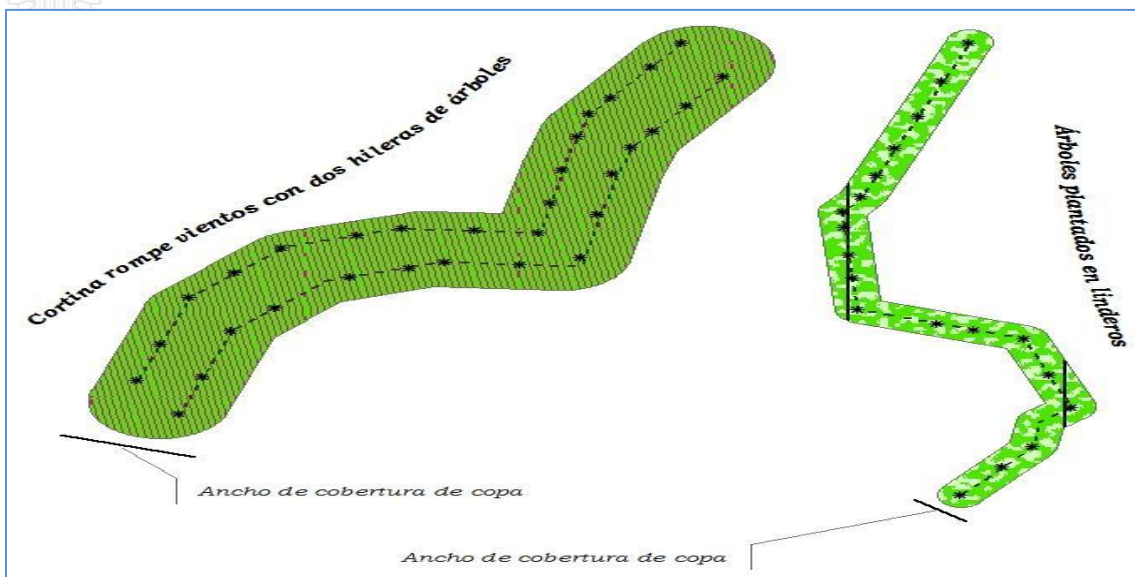 Cortina rompe vientos con dos hileras de árboles
Árboles plantados en linderos
Ancho de cobertura de copa
Ancho de cobertura de copa